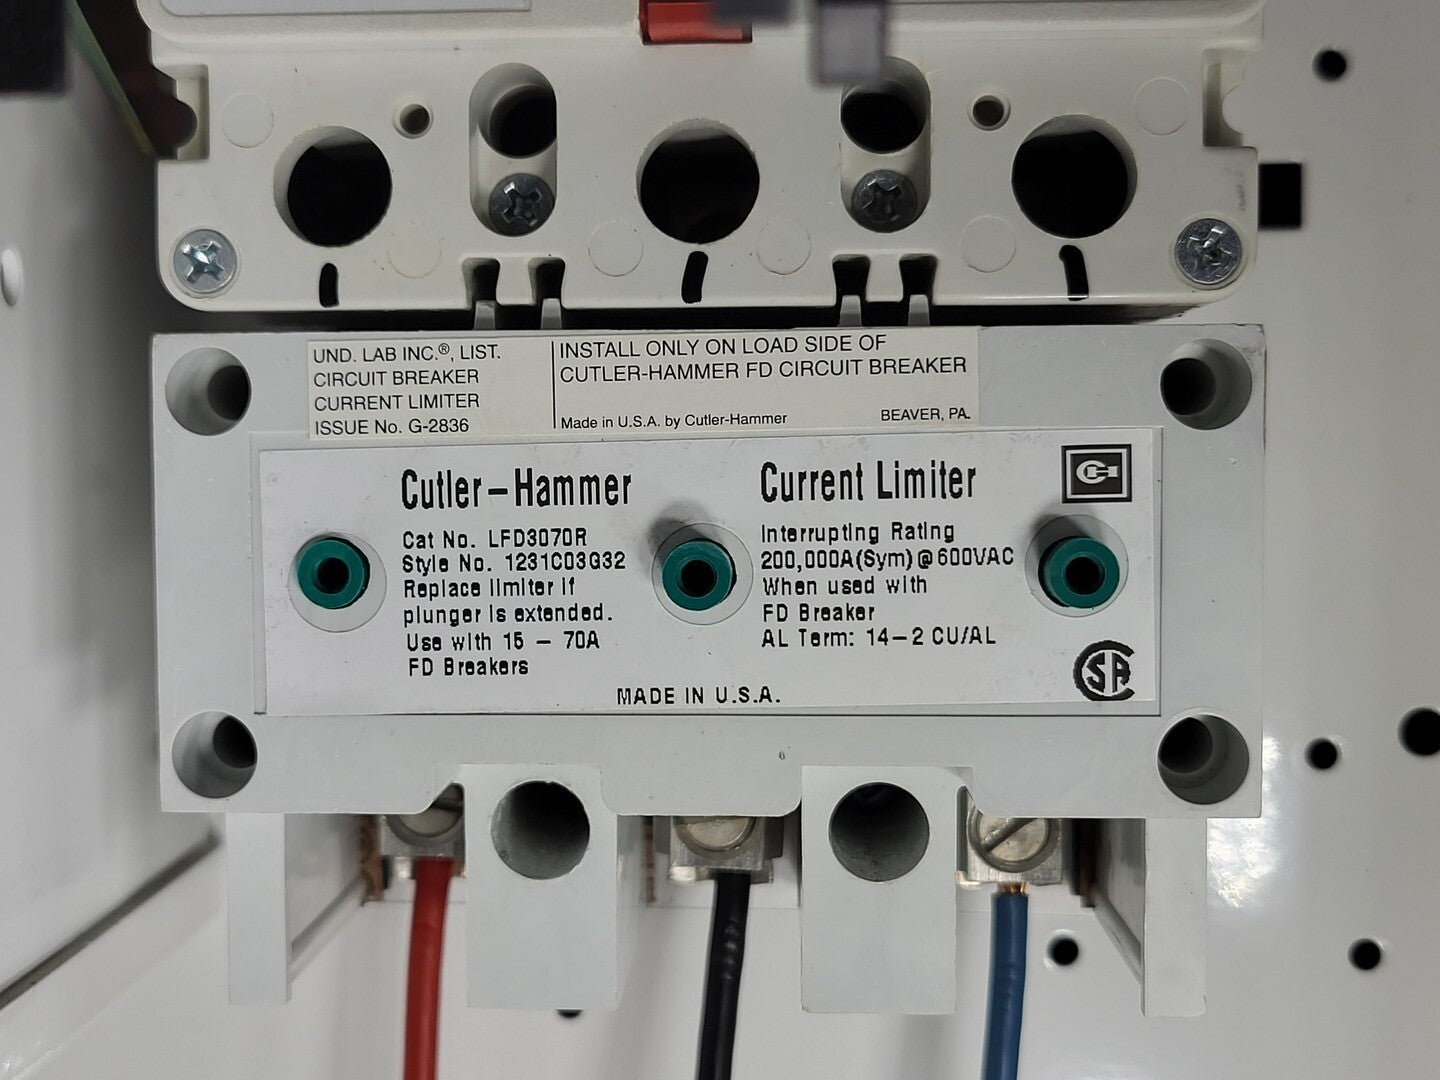 UND. LAB INC.®, LIST.
CIRCUIT BREAKER
CURRENT LIMITER
ISSUE No. G-2836
INSTALL ONLY ON LOAD SIDE OF
CUTLER-HAMMER FD CIRCUIT BREAKER
Made in U.S.A. by Cutler-Hammer
BEAVER, PA.
Cutler-Hammer
Cat No. LFD3070R
Style No. 1231C03G32
Replace limiter if
plunger is extended.
Use with 15 - 70A
FD Breakers
Current Limiter
Interrupting Rating
200,000A(Sym)@600VAC
When used with
FD Breaker
AL Term: 14-2 CU/AL
MADE IN U.S.A.
CH
CSA